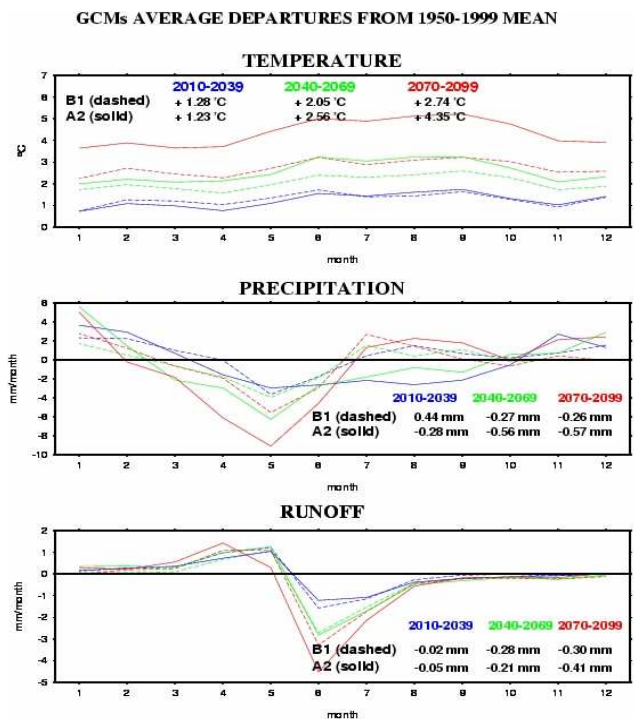 GCMs AVERAGE DEPARTURES FROM 1950-1999 MEAN
TEMPERATURE
2010-2039 2040-2069 2070-2099
B1 (dashed) + 1.28 °C + 2.05 °C + 2.74 °C
A2 (solid) + 1.23 °C + 2.56 °C + 4.35 °C
7
6
5
4
3
2
1
0
°C
1 2 3 4 5 6 7 8 9 10 11 12
month
PRECIPITATION
6
4
2
0
-2
-4
-6
-8
-10
mm/month
2010-2039 2040-2069 2070-2099
B1 (dashed) 0.44 mm -0.27 mm -0.26 mm
A2 (solid) -0.28 mm -0.56 mm -0.57 mm
1 2 3 4 5 6 7 8 9 10 11 12
month
RUNOFF
2
1
0
-1
-2
-3
-4
-5
mm/month
2010-2039 2040-2069 2070-2099
B1 (dashed) -0.02 mm -0.28 mm -0.30 mm
A2 (solid) -0.05 mm -0.21 mm -0.41 mm
1 2 3 4 5 6 7 8 9 10 11 12
month